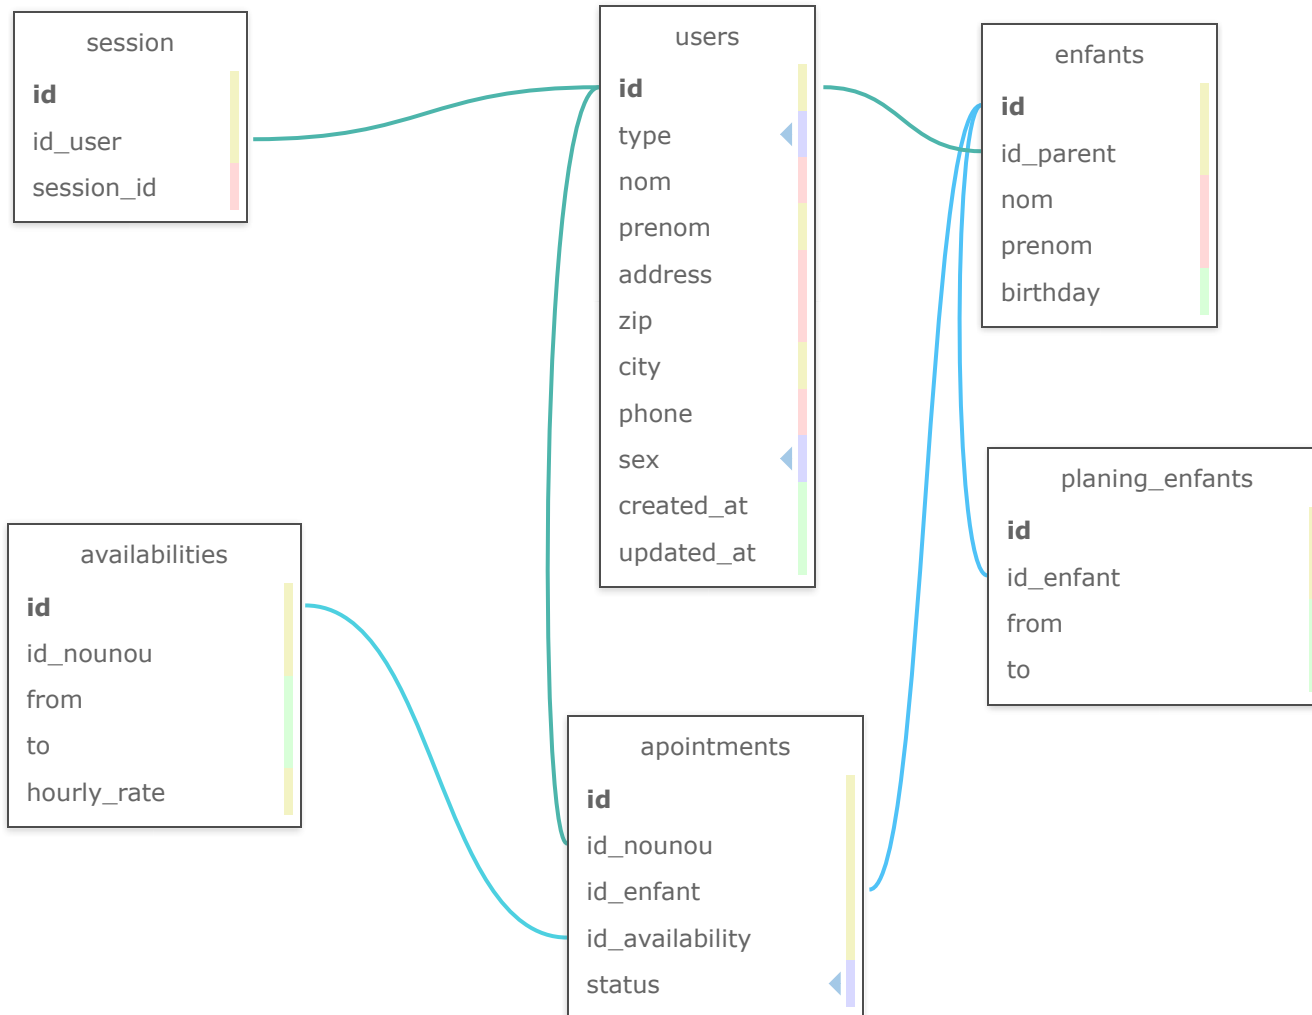 session
id
id_user
session_id
users
id
type
nom
prenom
address
zip
city
phone
sex
created_at
updated_at
enfants
id
id_parent
nom
prenom
birthday
planing_enfants
id
id_enfant
from
to
availabilities
id
id_nounou
from
to
hourly_rate
apointments
id
id_nounou
id_enfant
id_availability
status